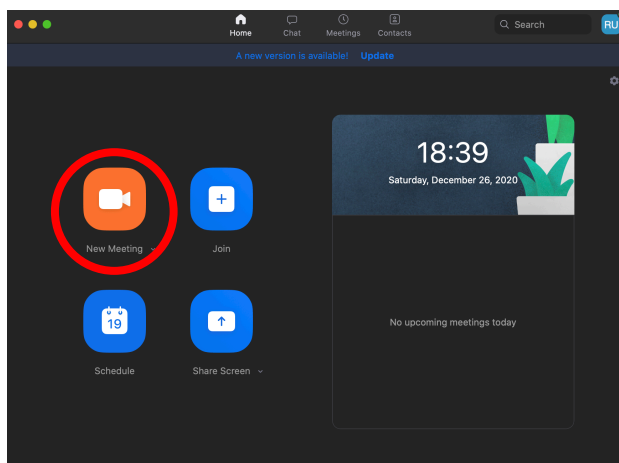 Home
Chat
Meetings
Contacts
Search
RU
A new version is available! Update
18:39
Saturday, December 26, 2020
New Meeting
Join
19
Schedule
Share Screen
No upcoming meetings today